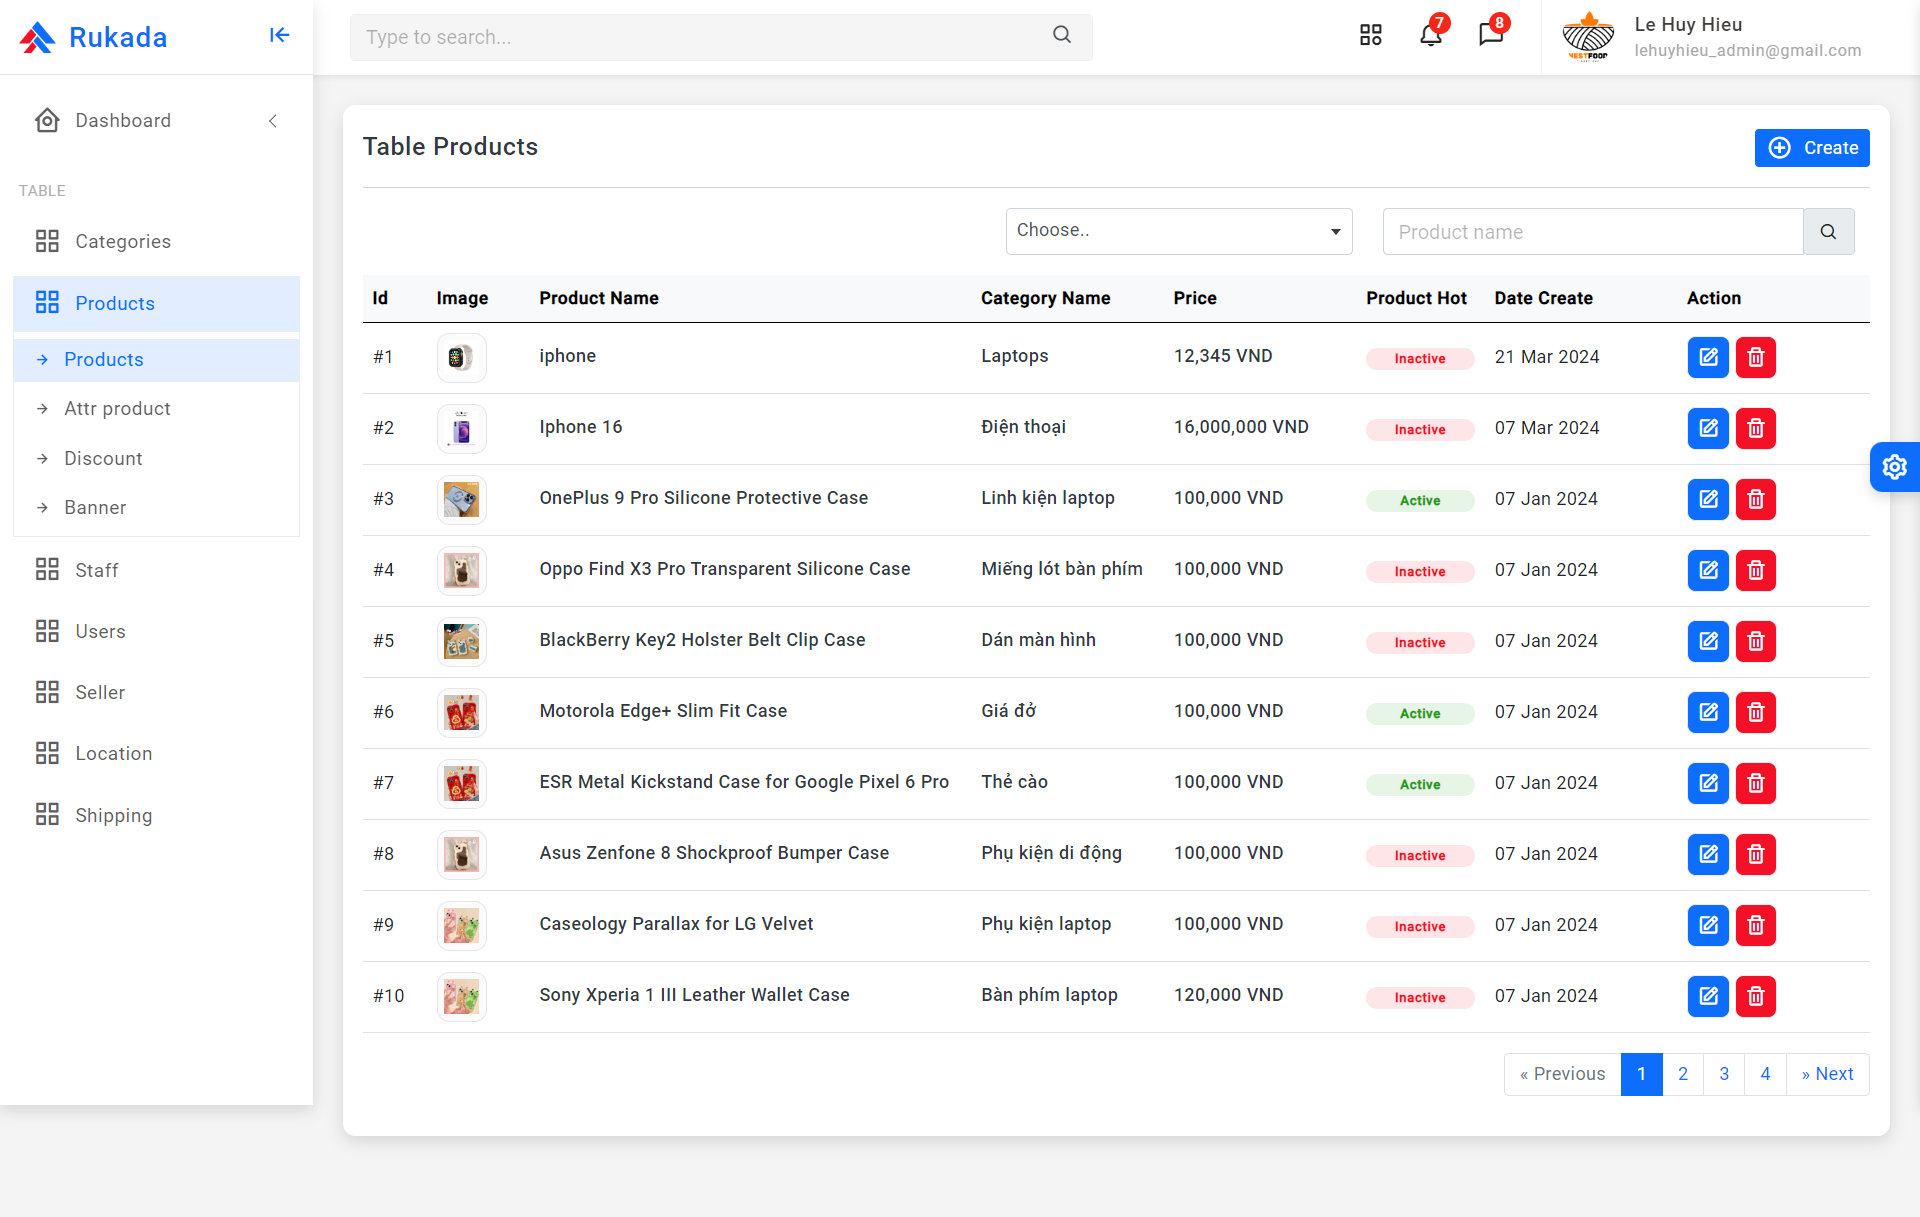 Rukada
Type to search...
7
8
Le Huy Hieu
lehuyhieu_admin@gmail.com
Dashboard
TABLE
Categories
Products
Products
Attr product
Discount
Banner
Staff
Users
Seller
Location
Shipping
Table Products
Create
Choose..
Product name
Id Image Product Name Category Name Price Product Hot Date Create Action
#1 iphone Laptops 12,345 VND Inactive 21 Mar 2024
#2 Iphone 16 Điện thoại 16,000,000 VND Inactive 07 Mar 2024
#3 OnePlus 9 Pro Silicone Protective Case Linh kiện laptop 100,000 VND Active 07 Jan 2024
#4 Oppo Find X3 Pro Transparent Silicone Case Miếng lót bàn phím 100,000 VND Inactive 07 Jan 2024
#5 BlackBerry Key2 Holster Belt Clip Case Dán màn hình 100,000 VND Inactive 07 Jan 2024
#6 Motorola Edge+ Slim Fit Case Giá đở 100,000 VND Active 07 Jan 2024
#7 ESR Metal Kickstand Case for Google Pixel 6 Pro Thẻ cào 100,000 VND Active 07 Jan 2024
#8 Asus Zenfone 8 Shockproof Bumper Case Phụ kiện di động 100,000 VND Inactive 07 Jan 2024
#9 Caseology Parallax for LG Velvet Phụ kiện laptop 100,000 VND Inactive 07 Jan 2024
#10 Sony Xperia 1 III Leather Wallet Case Bàn phím laptop 120,000 VND Inactive 07 Jan 2024
« Previous 1 2 3 4 » Next